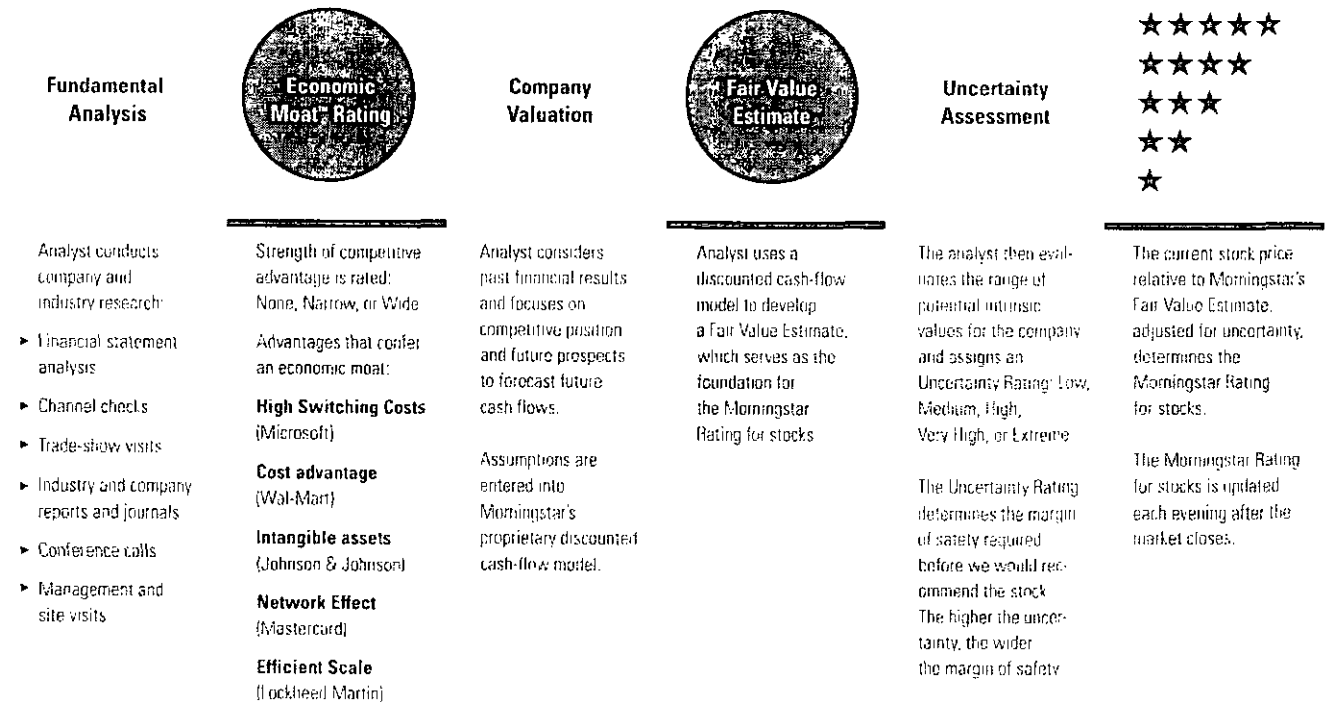 Fundamental
Analysis
Economic
Moat Rating
Company
Valuation
Fair Value
Estimate
Uncertainty
Assessment
Analyst conducts
company and
industry research:
Financial statement
analysis
Channel checks
Trade-show visits
Industry and company
reports and journals
Conference calls
Management and
site visits
Strength of competitive
advantage is rated:
None, Narrow, or Wide
Advantages that confer
an economic moat:
High Switching Costs
(Microsoft)
Cost advantage
(Wal-Mart)
Intangible assets
(Johnson & Johnson)
Network Effect
(Mastercard)
Efficient Scale
(Lockheed Martin)
Analyst considers
past financial results
and focuses on
competitive position
and future prospects
to forecast future
cash flows.
Assumptions are
entered into
Morningstar's
proprietary discounted
cash-flow model.
Analyst uses a
discounted cash-flow
model to develop
a Fair Value Estimate,
which serves as the
foundation for
the Morningstar
Rating for stocks
The analyst then eval-
uates the range of
potential intrinsic
values for the company
and assigns an
Uncertainty Rating: Low,
Medium, High,
Very High, or Extreme
The Uncertainty Rating
determines the margin
of safety required
before we would rec-
ommend the stock
The higher the uncer-
tainty, the wider
the margin of safety
The current stock price
relative to Morningstar's
Fair Value Estimate,
adjusted for uncertainty,
determines the
Morningstar Rating
for stocks.
The Morningstar Rating
for stocks is updated
each evening after the
market closes.